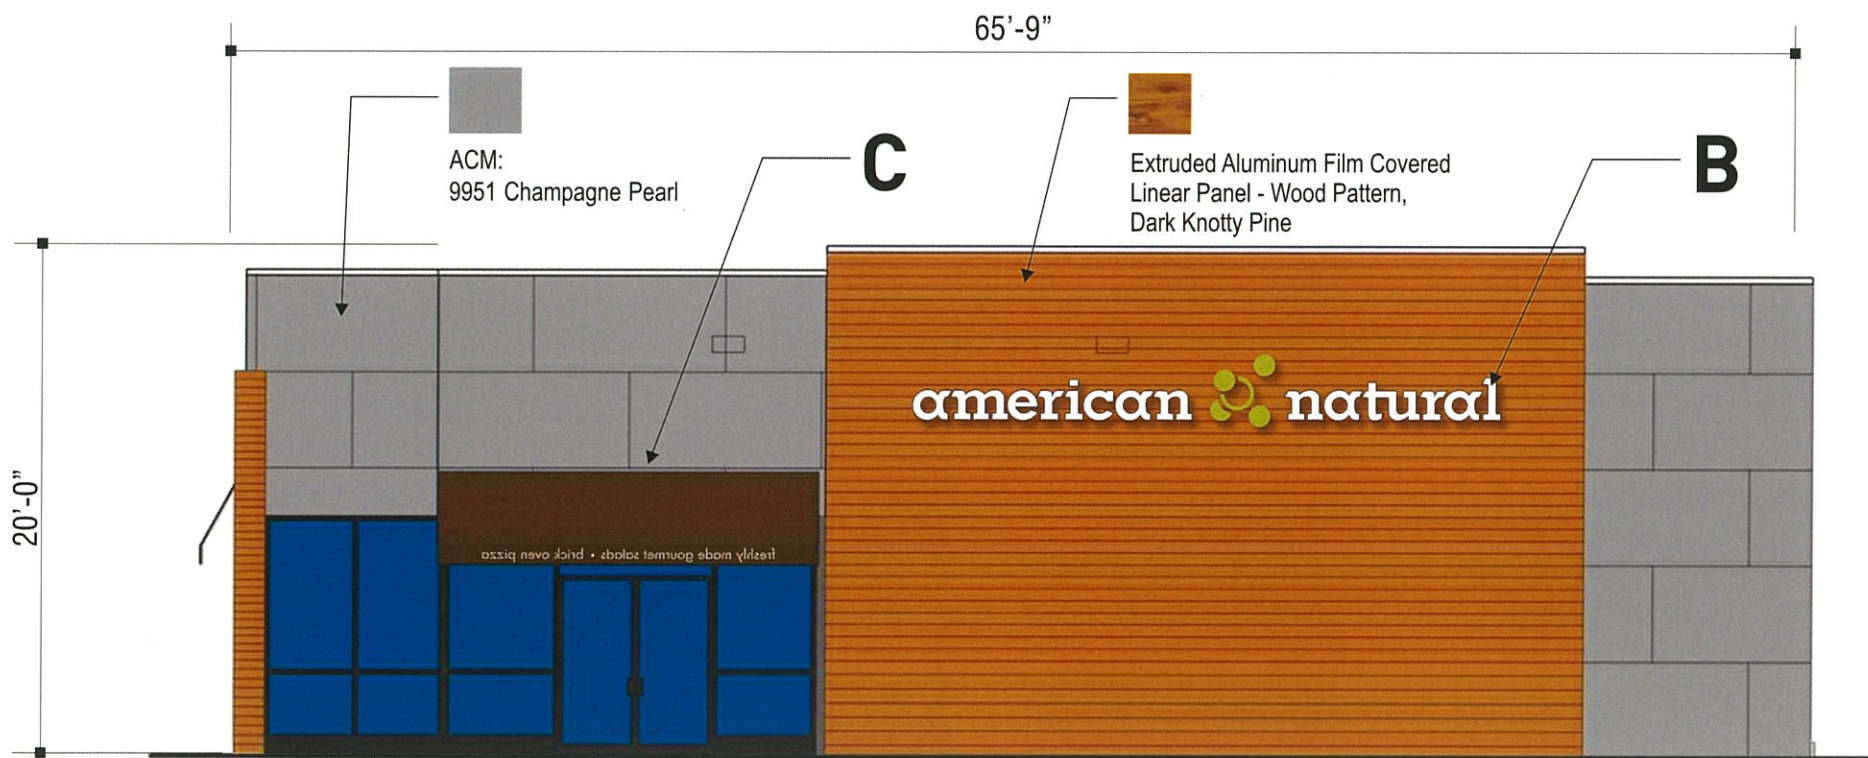 65’-9”
ACM:
9951 Champagne Pearl
C
Extruded Aluminum Film Covered
Linear Panel - Wood Pattern,
Dark Knotty Pine
B
20’-0”
american natural
freshly made gourmet salads • brick oven pizza